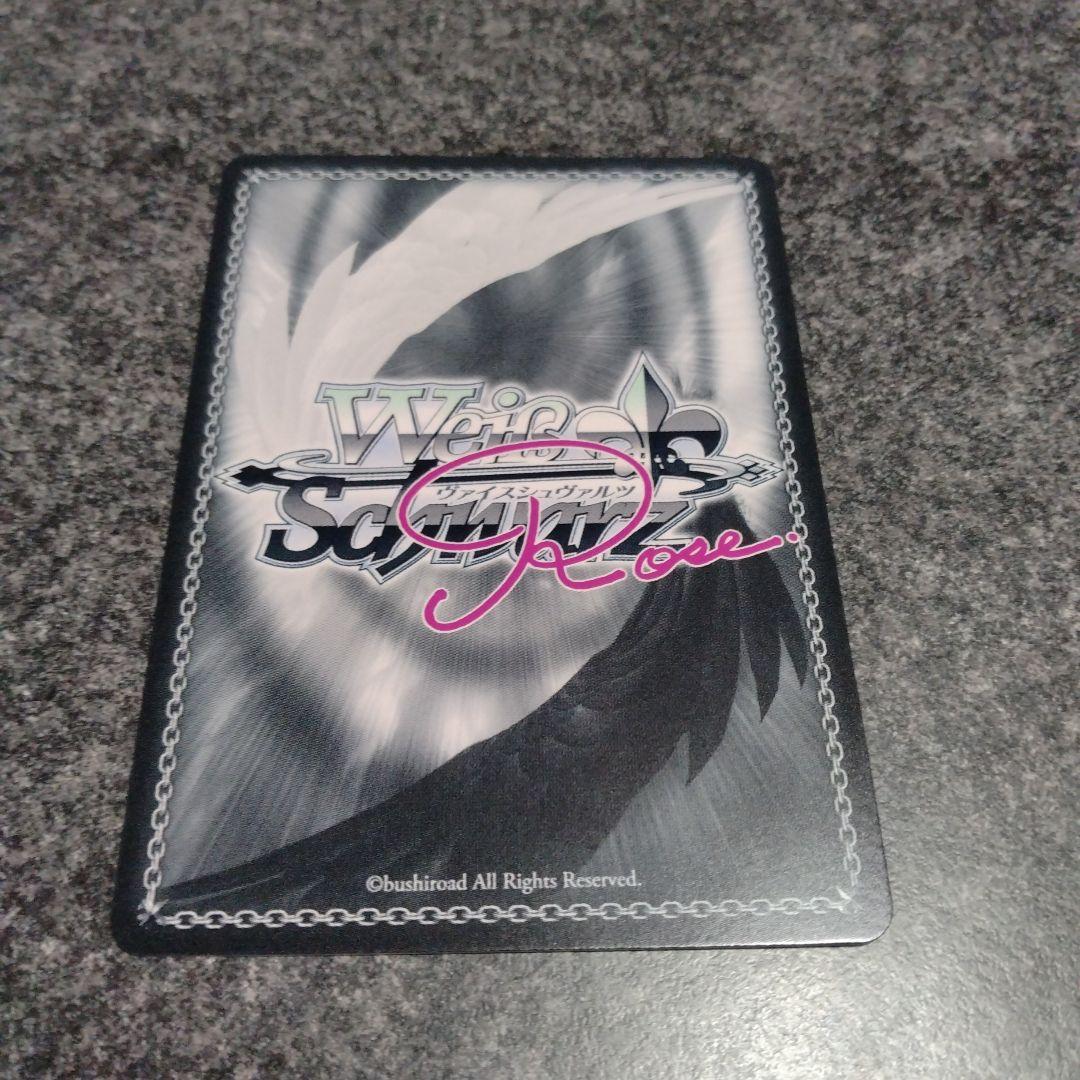 Weiß
ヴァイスシュヴァルツ
Schwarz
Rose.
©bushiroad All Rights Reserved.